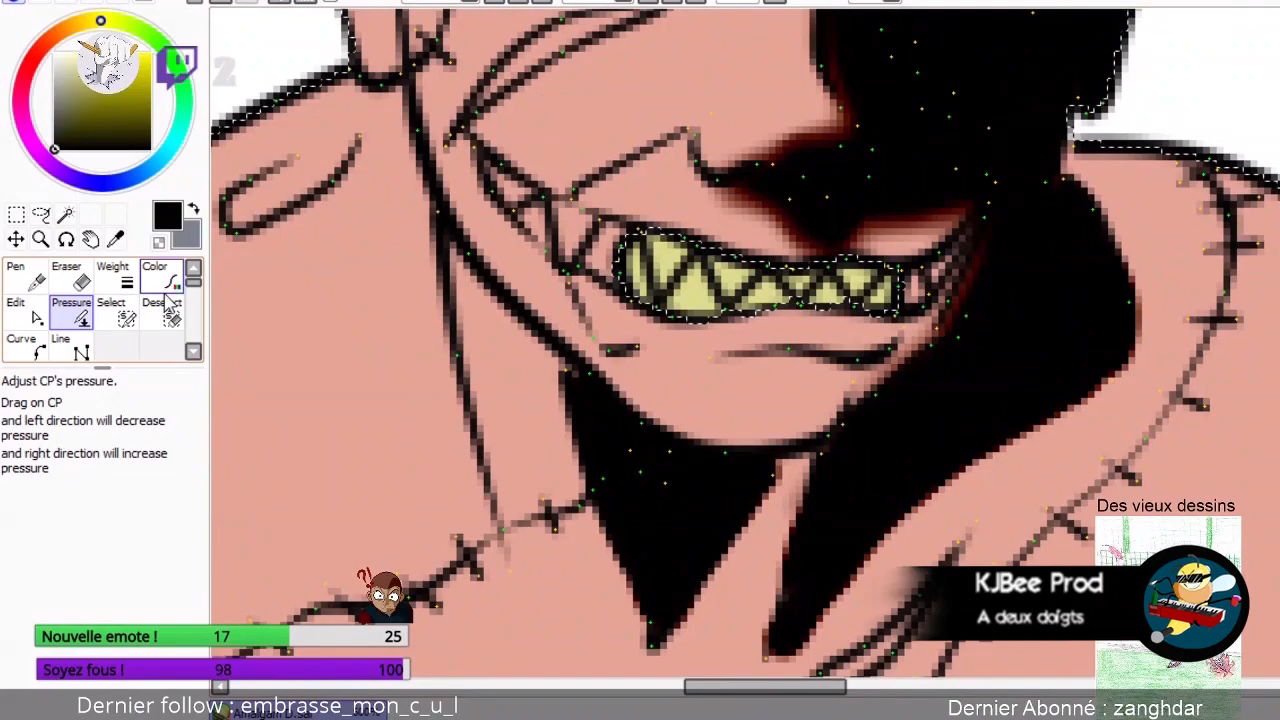 2
Pen Eraser Weight Color
Edit Pressure Select Deselect
Curve Line
Adjust CP's pressure.
Drag on CP
and left direction will decrease
pressure
and right direction will increase
pressure
Des vieux dessins
KJBee Prod
A deux doigts
Nouvelle emote ! 17 25
Soyez fous ! 98 100
Dernier follow : embrasse_mon_c_u_l
Dernier Abonné : zanghdar